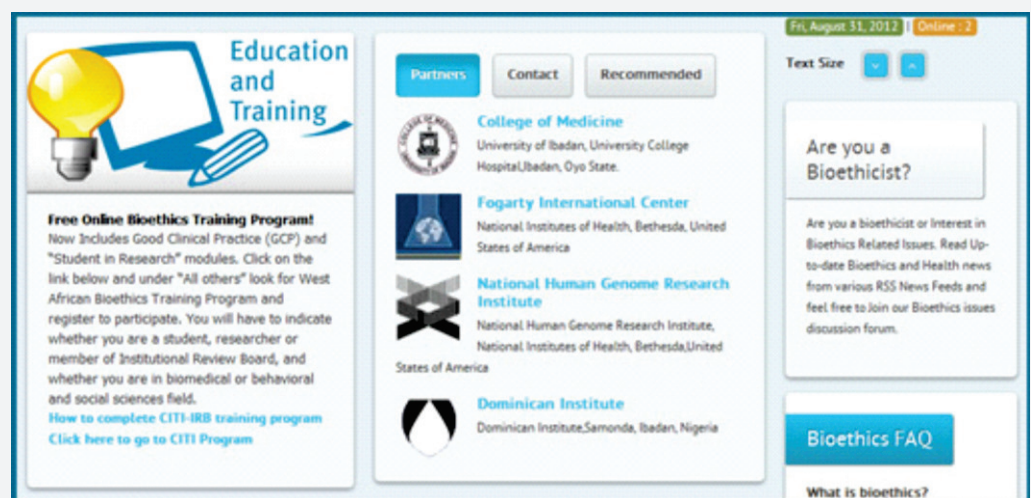 Education
and
Training
Free Online Bioethics Training Program!
Now Includes Good Clinical Practice (GCP) and
"Student in Research" modules. Click on the
link below and under "All others" look for West
African Bioethics Training Program and
register to participate. You will have to indicate
whether you are a student, researcher or
member of Institutional Review Board, and
whether you are in biomedical or behavioral
and social sciences field.
How to complete CITI-IRB training program
Click here to go to CITI Program
Partners
Contact
Recommended
COLLEGE OF MEDICINE
UNIVERSITY OF IBADAN
College of Medicine
University of Ibadan, University College
Hospital,Ibadan, Oyo State.
Fogarty International Center
National Institutes of Health, Bethesda, United
States of America
National Human Genome Research
Institute
National Human Genome Research Institute,
National Institutes of Health, Bethesda,United
States of America
Dominican Institute
Dominican Institute,Samonda, Ibadan, Nigeria
Fri, August 31, 2012 | Online : 2
Text Size
Are you a
Bioethicist?
Are you a bioethicist or Interest in
Bioethics Related Issues. Read Up-
to-date Bioethics and Health news
from various RSS News Feeds and
feel free to Join our Bioethics issues
discussion forum.
Bioethics FAQ
What is bioethics?